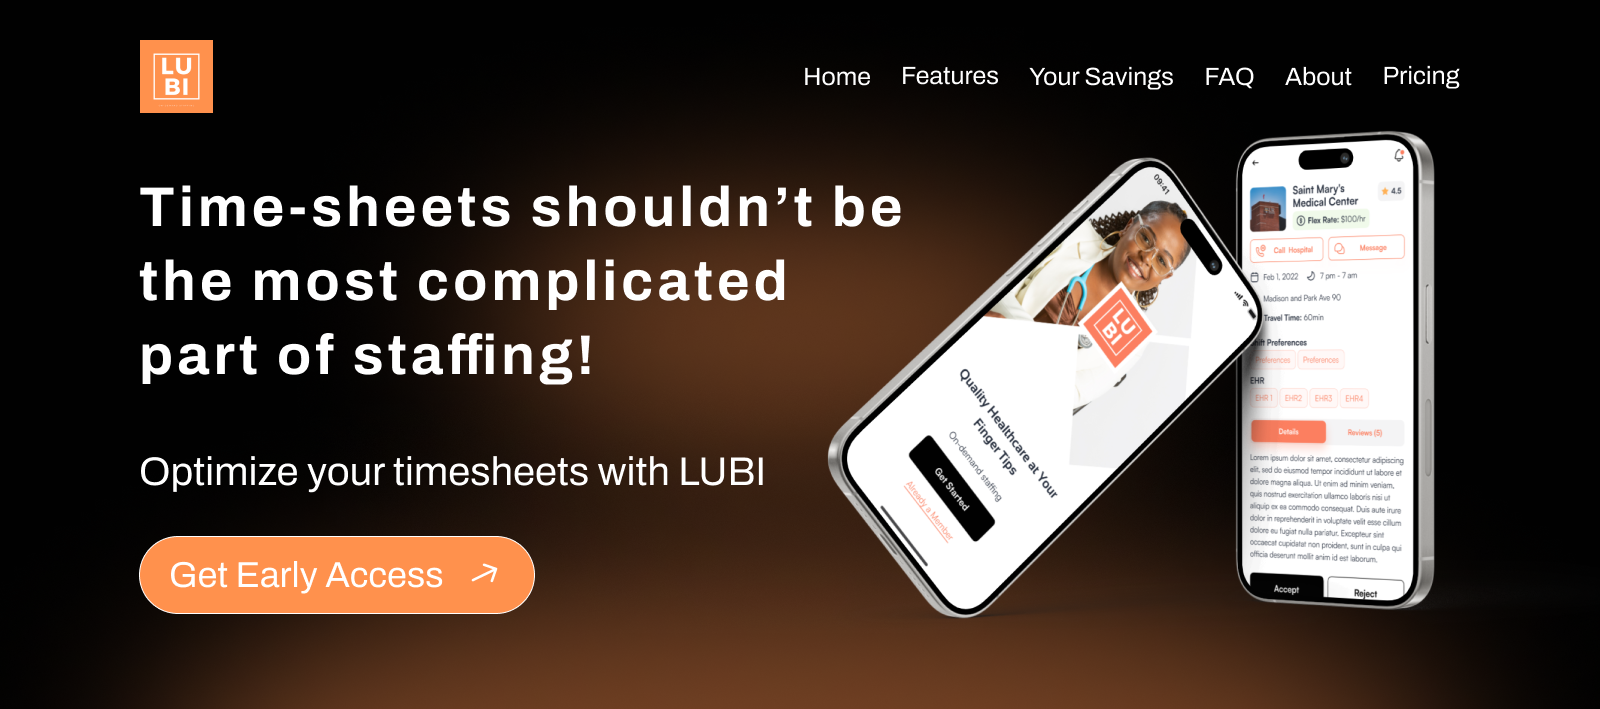 LU
BI
Home Features Your Savings FAQ About Pricing
Time-sheets shouldn’t be
the most complicated
part of staffing!
Optimize your timesheets with LUBI
Get Early Access
09:41
LU
BI
Quality Healthcare at Your
Finger Tips
On-demand staffing
Get Started
Already a Member
Saint Mary's
Medical Center
4.5
Flex Rate: $100/hr
Call Hospital Message
Feb 1, 2022 7 pm - 7 am
Madison and Park Ave 90
Travel Time: 60min
Preferences
Preferences Preferences
EHR
EHR 1 EHR2 EHR3 EHR4
Details Reviews (5)
Lorem ipsum dolor sit amet, consectetur adipiscing
elit, sed do eiusmod tempor incididunt ut labore et
dolore magna aliqua. Ut enim ad minim veniam,
quis nostrud exercitation ullamco laboris nisi ut
aliquip ex ea commodo consequat. Duis aute irure
dolor in reprehenderit in voluptate velit esse cillum
dolore eu fugiat nulla pariatur. Excepteur sint
occaecat cupidatat non proident, sunt in culpa qui
officia deserunt mollit anim id est laborum.
Accept Reject